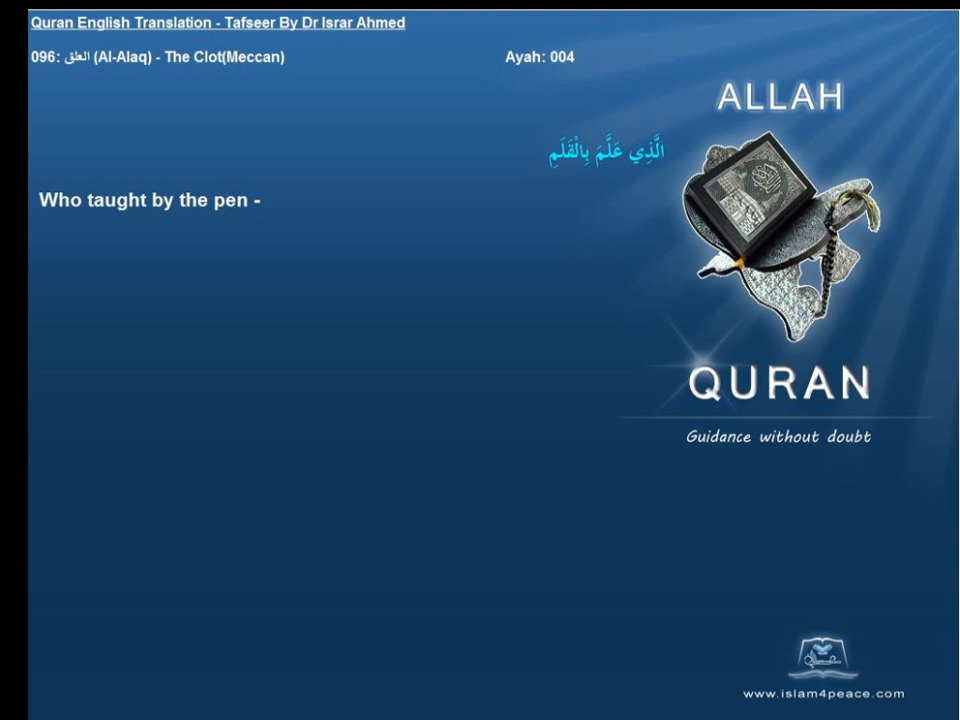 Quran English Translation - Tafseer By Dr Israr Ahmed
096: العلق (Al-Alaq) - The Clot(Meccan)
Ayah: 004
ALLAH
الَّذِي عَلَّمَ بِالْقَلَمِ
Who taught by the pen -
QURAN
Guidance without doubt
www.islam4peace.com